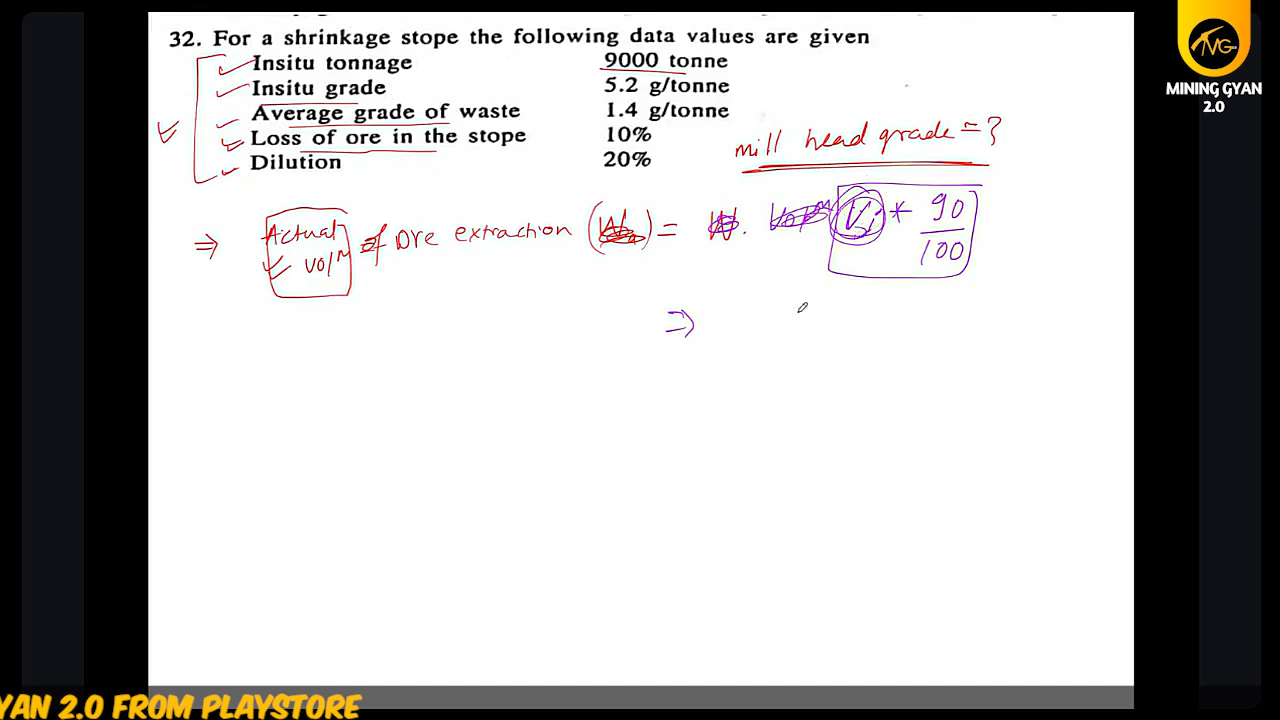 32. For a shrinkage stope the following data values are given
Insitu tonnage 9000 tonne
Insitu grade 5.2 g/tonne
Average grade of waste 1.4 g/tonne
Loss of ore in the stope 10%
Dilution 20%
mill head grade = ?
⇒ Actual volm of ore extraction ( ) = Vi * 90/100
⇒
MINING GYAN
2.0
YAN 2.0 FROM PLAYSTORE